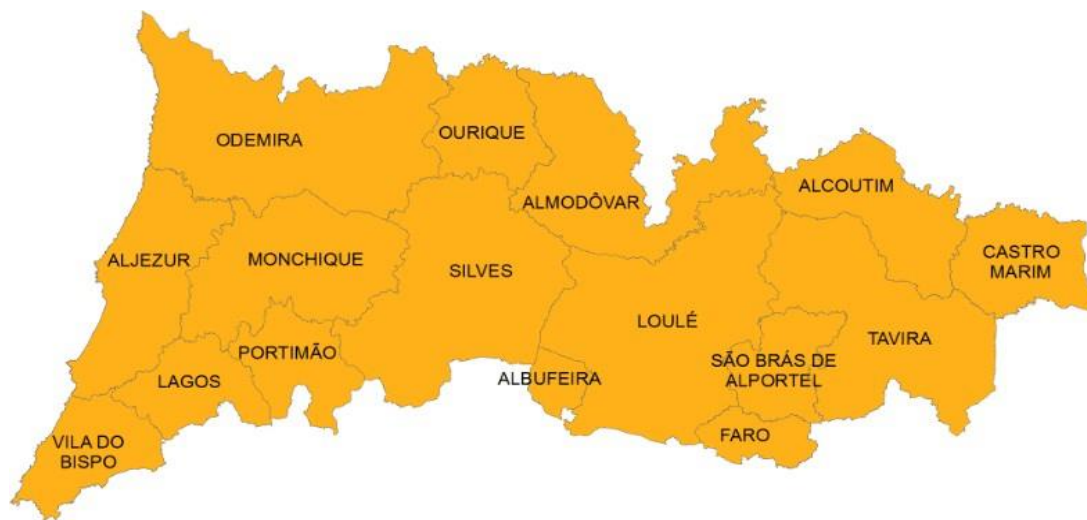 ODEMIRA
OURIQUE
ALMODÔVAR
ALCOUTIM
ALJEZUR
MONCHIQUE
SILVES
CASTRO
MARIM
LOULÉ
TAVIRA
PORTIMÃO
LAGOS
ALBUFEIRA
SÃO BRÁS DE
ALPORTEL
VILA DO
BISPO
FARO